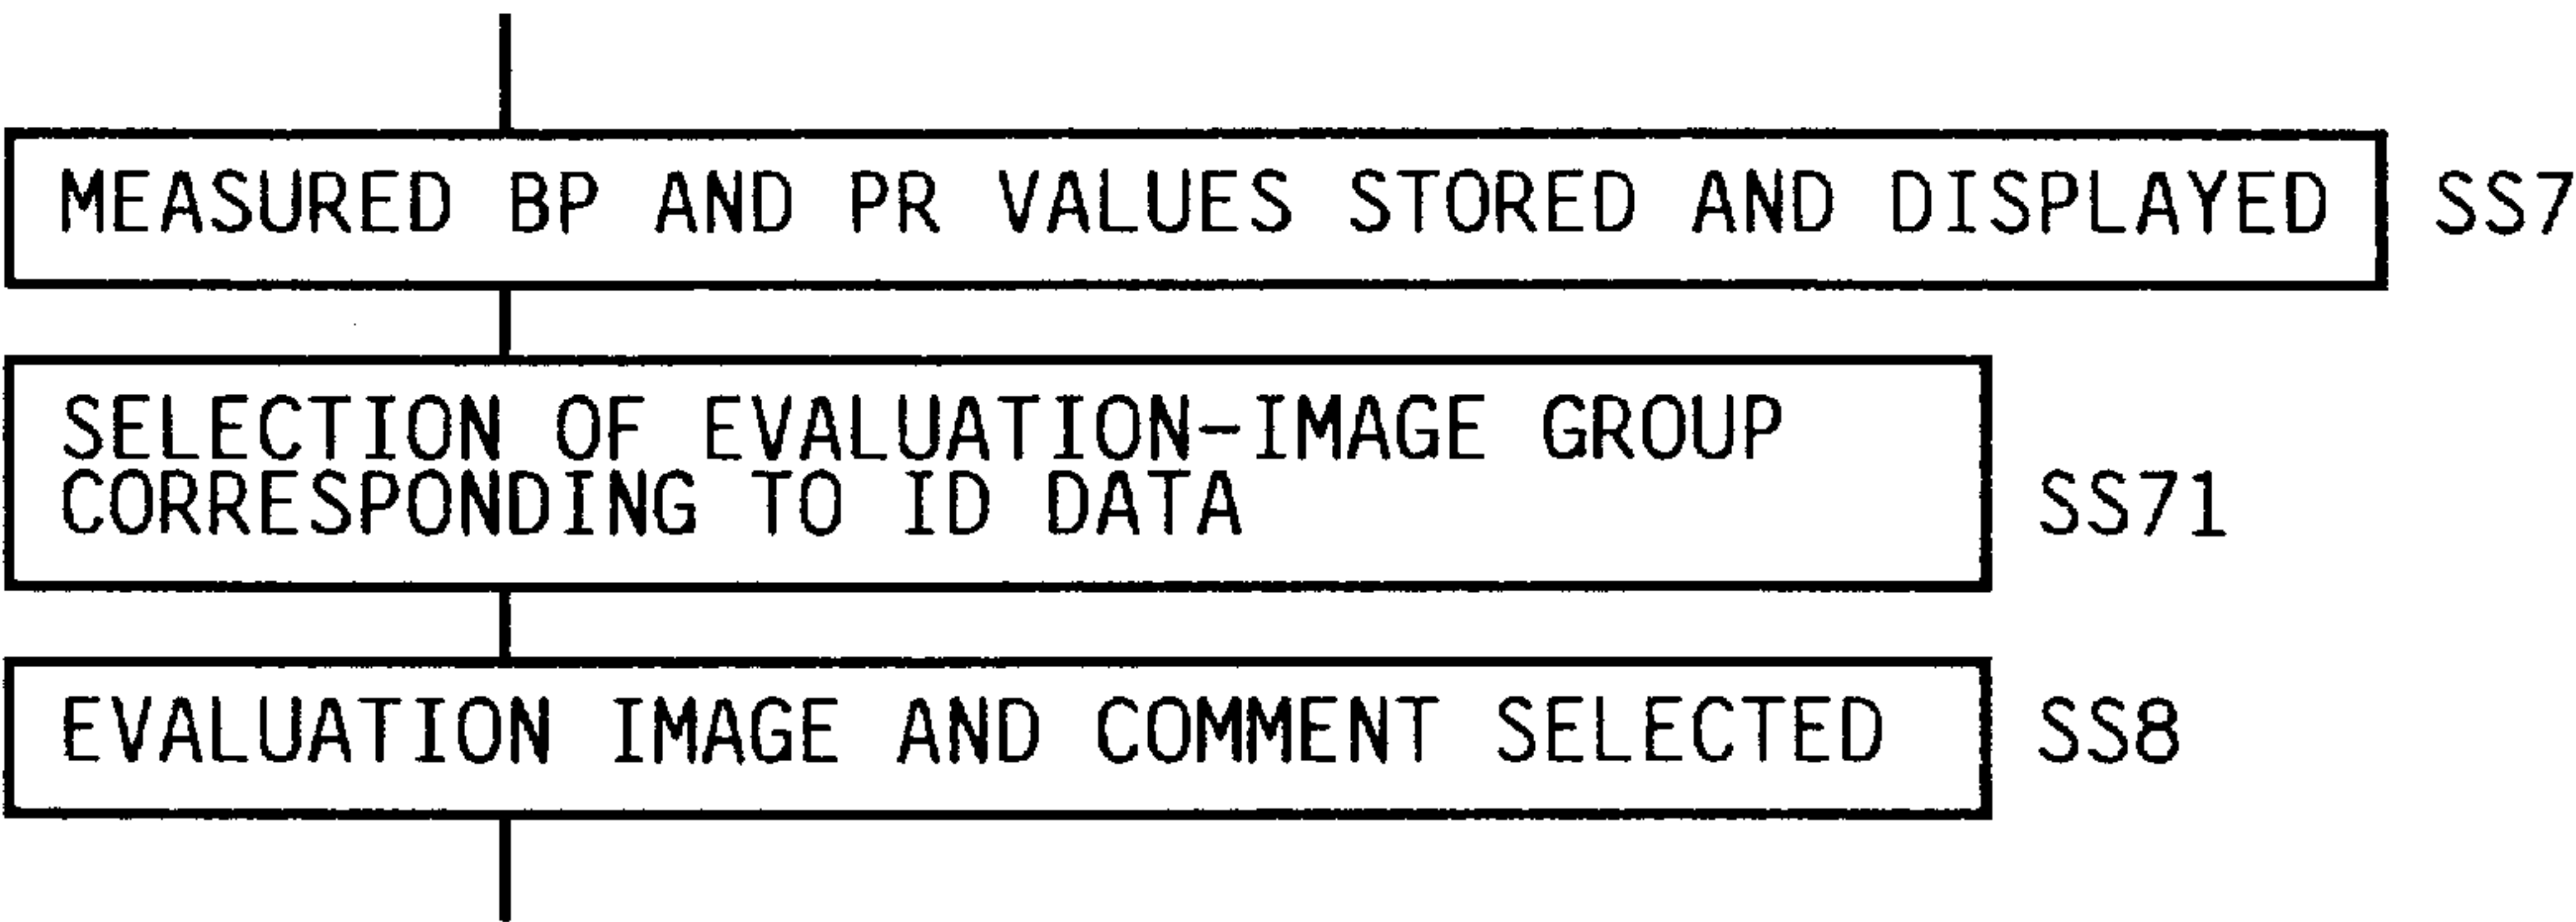 MEASURED BP AND PR VALUES STORED AND DISPLAYED SS7
SELECTION OF EVALUATION-IMAGE GROUP
CORRESPONDING TO ID DATA SS71
EVALUATION IMAGE AND COMMENT SELECTED SS8